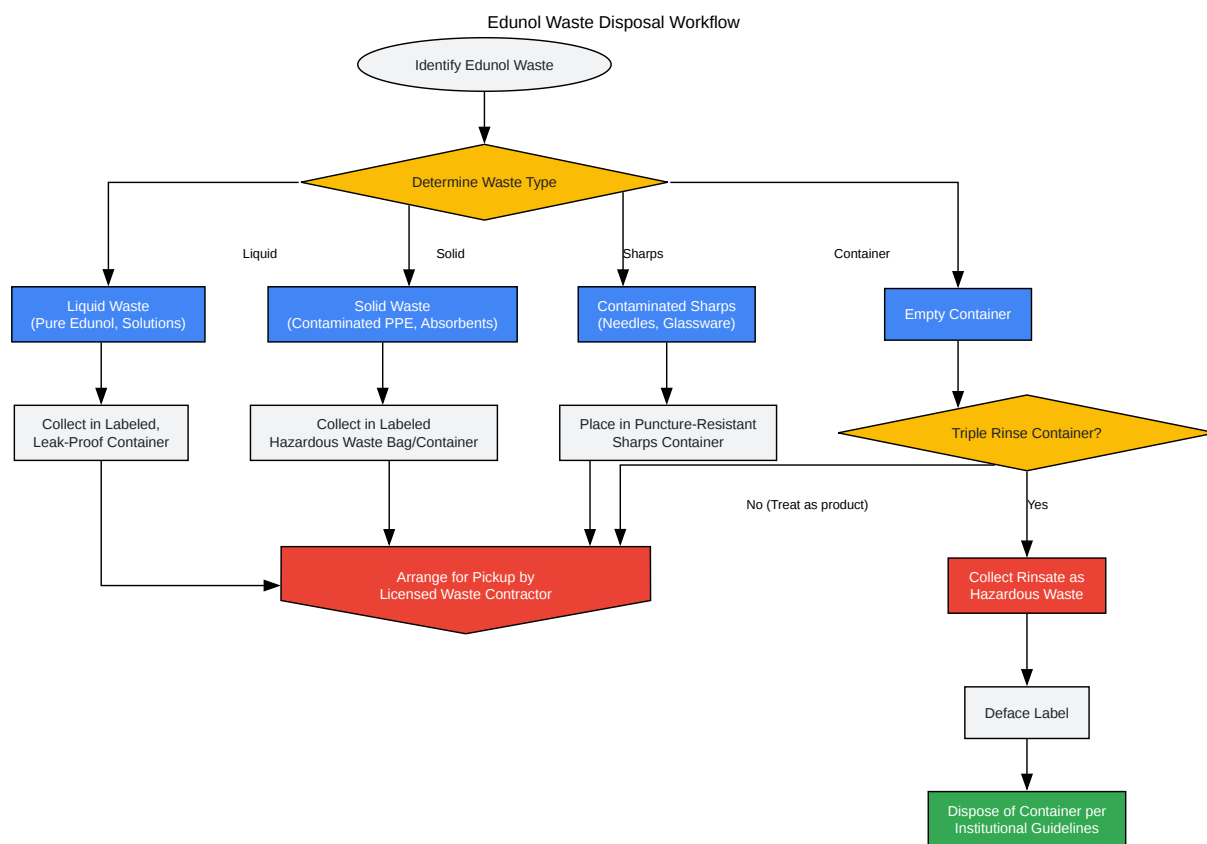 Edunol Waste Disposal Workflow
Identify Edunol Waste
Determine Waste Type
Liquid
Solid
Sharps
Container
Liquid Waste
(Pure Edunol, Solutions)
Solid Waste
(Contaminated PPE, Absorbents)
Contaminated Sharps
(Needles, Glassware)
Empty Container
Collect in Labeled,
Leak-Proof Container
Collect in Labeled
Hazardous Waste Bag/Container
Place in Puncture-Resistant
Sharps Container
Triple Rinse Container?
No (Treat as product)
Yes
Arrange for Pickup by
Licensed Waste Contractor
Collect Rinsate as
Hazardous Waste
Deface Label
Dispose of Container per
Institutional Guidelines